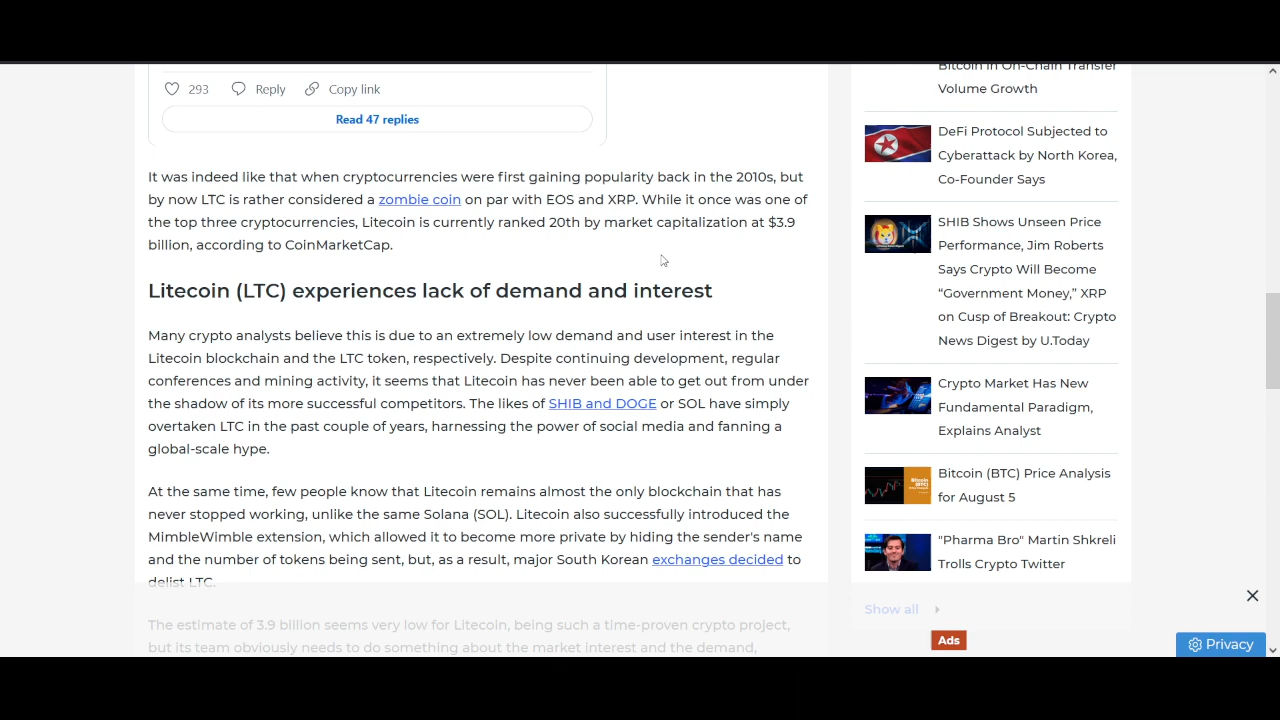 293 Reply Copy link
Read 47 replies
It was indeed like that when cryptocurrencies were first gaining popularity back in the 2010s, but
by now LTC is rather considered a zombie coin on par with EOS and XRP. While it once was one of
the top three cryptocurrencies, Litecoin is currently ranked 20th by market capitalization at $3.9
billion, according to CoinMarketCap.
Litecoin (LTC) experiences lack of demand and interest
Many crypto analysts believe this is due to an extremely low demand and user interest in the
Litecoin blockchain and the LTC token, respectively. Despite continuing development, regular
conferences and mining activity, it seems that Litecoin has never been able to get out from under
the shadow of its more successful competitors. The likes of SHIB and DOGE or SOL have simply
overtaken LTC in the past couple of years, harnessing the power of social media and fanning a
global-scale hype.
At the same time, few people know that Litecoin remains almost the only blockchain that has
never stopped working, unlike the same Solana (SOL). Litecoin also successfully introduced the
MimbleWimble extension, which allowed it to become more private by hiding the sender's name
and the number of tokens being sent, but, as a result, major South Korean exchanges decided to
delist LTC.
The estimate of 3.9 billion seems very low for Litecoin, being such a time-proven crypto project,
but its team obviously needs to do something about the market interest and the demand,
Bitcoin in On-Chain Transfer
Volume Growth
DeFi Protocol Subjected to
Cyberattack by North Korea,
Co-Founder Says
SHIB Shows Unseen Price
Performance, Jim Roberts
Says Crypto Will Become
“Government Money,” XRP
on Cusp of Breakout: Crypto
News Digest by U.Today
Crypto Market Has New
Fundamental Paradigm,
Explains Analyst
Bitcoin (BTC) Price Analysis
for August 5
"Pharma Bro" Martin Shkreli
Trolls Crypto Twitter
Show all
Ads
Privacy